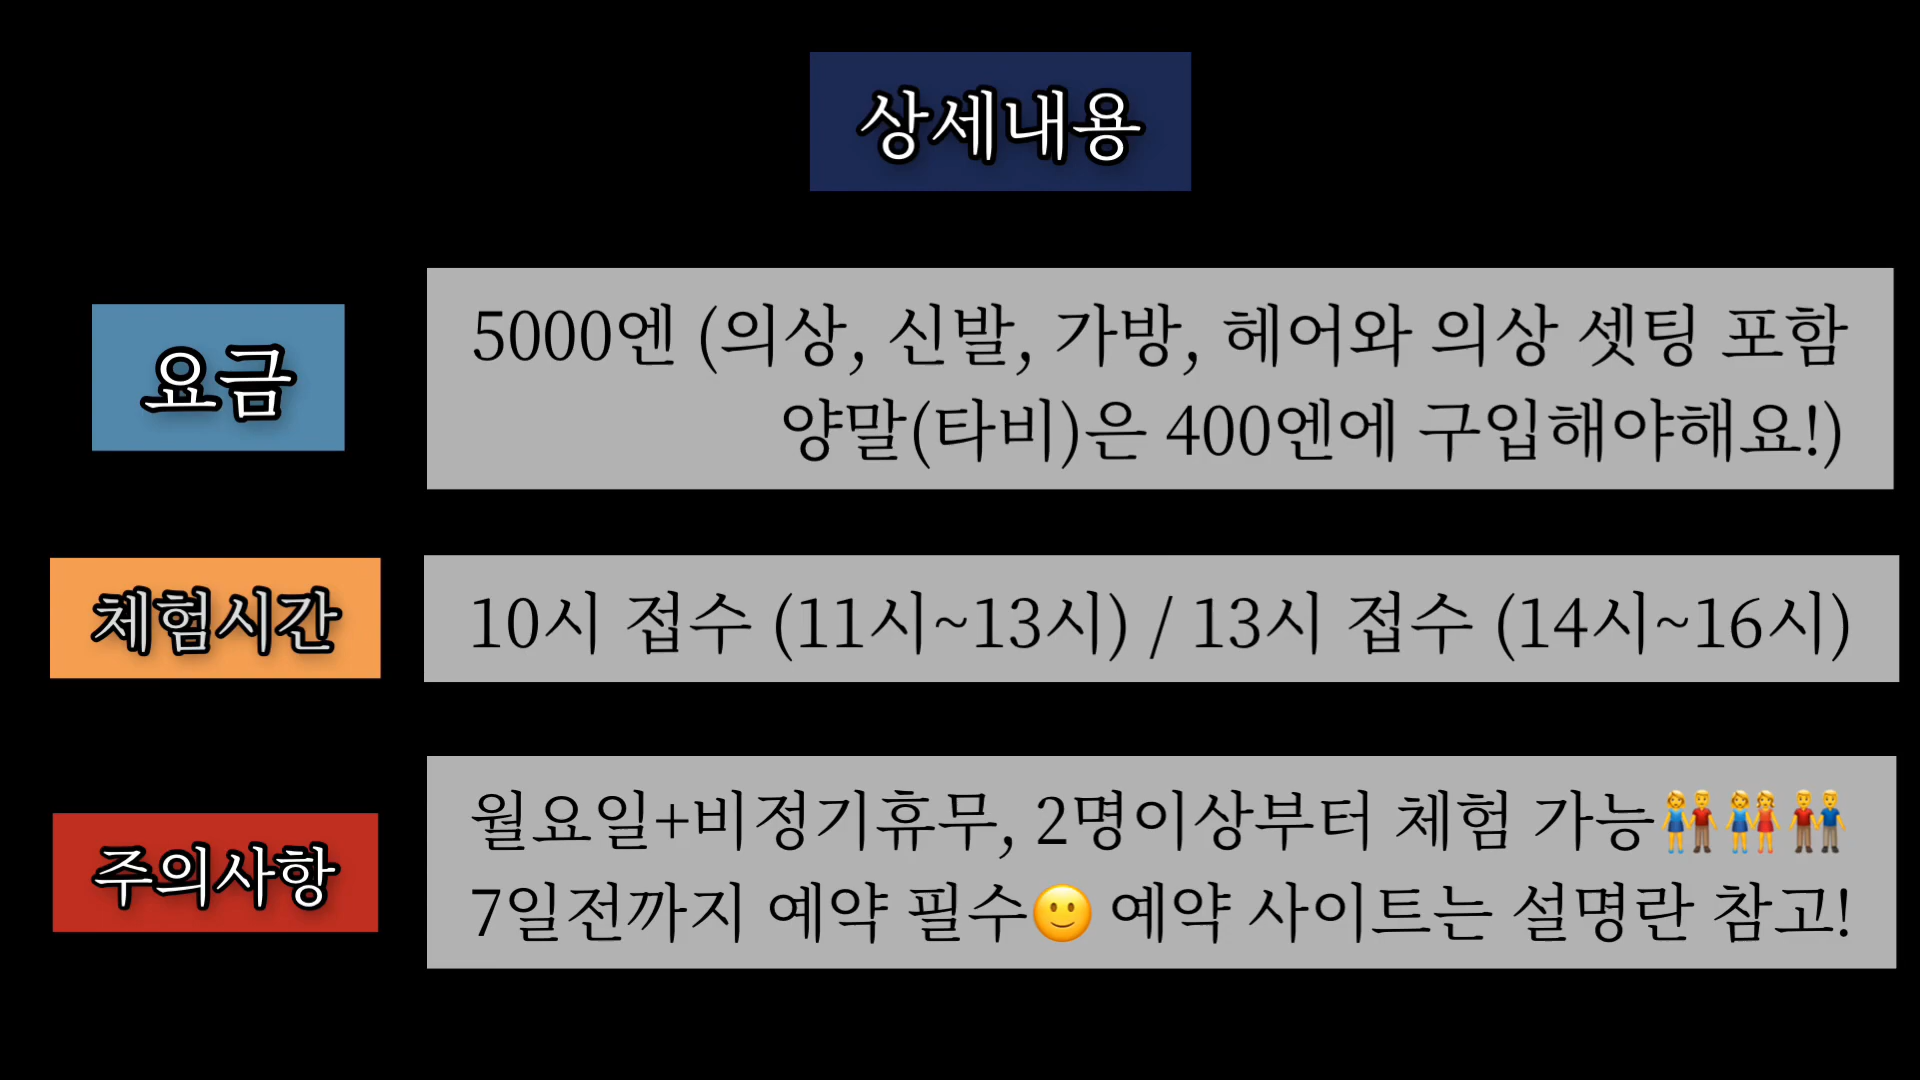 상세내용
요금
5000엔 (의상, 신발, 가방, 헤어와 의상 셋팅 포함
양말(타비)은 400엔에 구입해야해요!)
체험시간
10시 접수 (11시~13시) / 13시 접수 (14시~16시)
주의사항
월요일+비정기휴무, 2명이상부터 체험 가능👫👭👬
7일전까지 예약 필수🙂 예약 사이트는 설명란 참고!